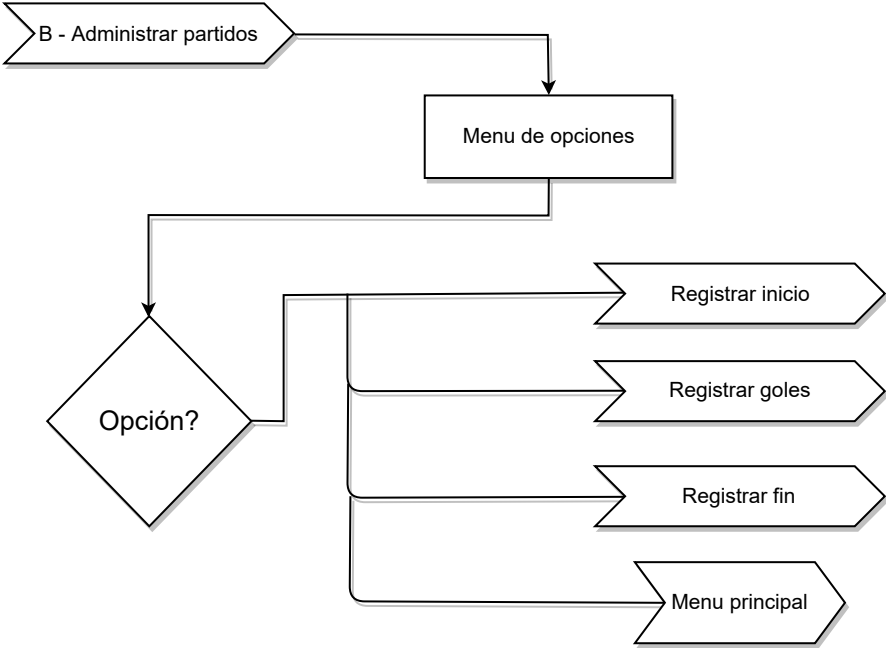 B - Administrar partidos
Menu de opciones
Registrar inicio
Registrar goles
Opción?
Registrar fin
Menu principal